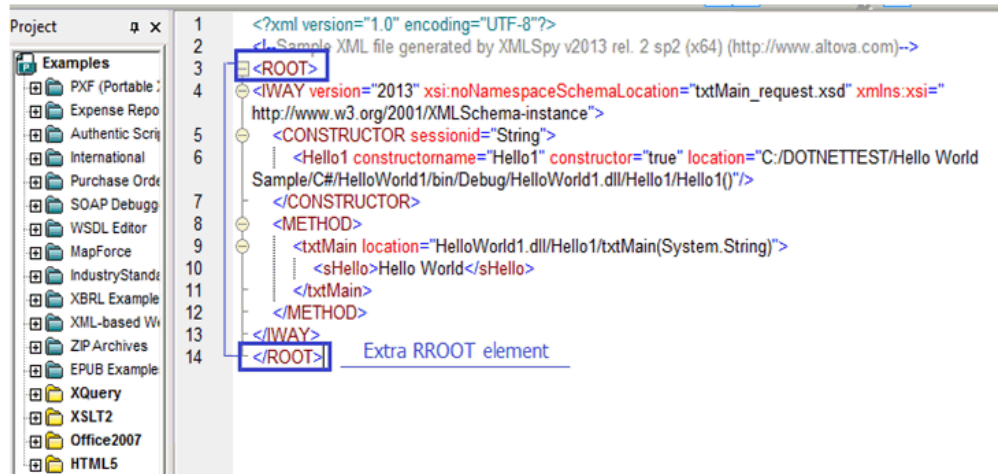 Project
Examples
PXF (Portable
Expense Repo
Authentic Scrip
International
Purchase Orde
SOAP Debugg
WSDL Editor
MapForce
IndustryStanda
XBRL Example
XML-based We
ZIP Archives
EPUB Example
XQuery
XSLT2
Office2007
HTML5
1 <?xml version="1.0" encoding="UTF-8"?>
2 <!--Sample XML file generated by XMLSpy v2013 rel. 2 sp2 (x64) (http://www.altova.com)-->
3 <ROOT>
4 <IWAY version="2013" xsi:noNamespaceSchemaLocation="txtMain_request.xsd" xmlns:xsi="
http://www.w3.org/2001/XMLSchema-instance">
5 <CONSTRUCTOR sessionid="String">
6 <Hello1 constructorname="Hello1" constructor="true" location="C:/DOTNETTEST/Hello World
Sample/C#/HelloWorld1/bin/Debug/HelloWorld1.dll/Hello1/Hello1()"/>
7 </CONSTRUCTOR>
8 <METHOD>
9 <txtMain location="HelloWorld1.dll/Hello1/txtMain(System.String)">
10 <sHello>Hello World</sHello>
11 </txtMain>
12 </METHOD>
13 </IWAY>
14 </ROOT>
Extra RROOT element